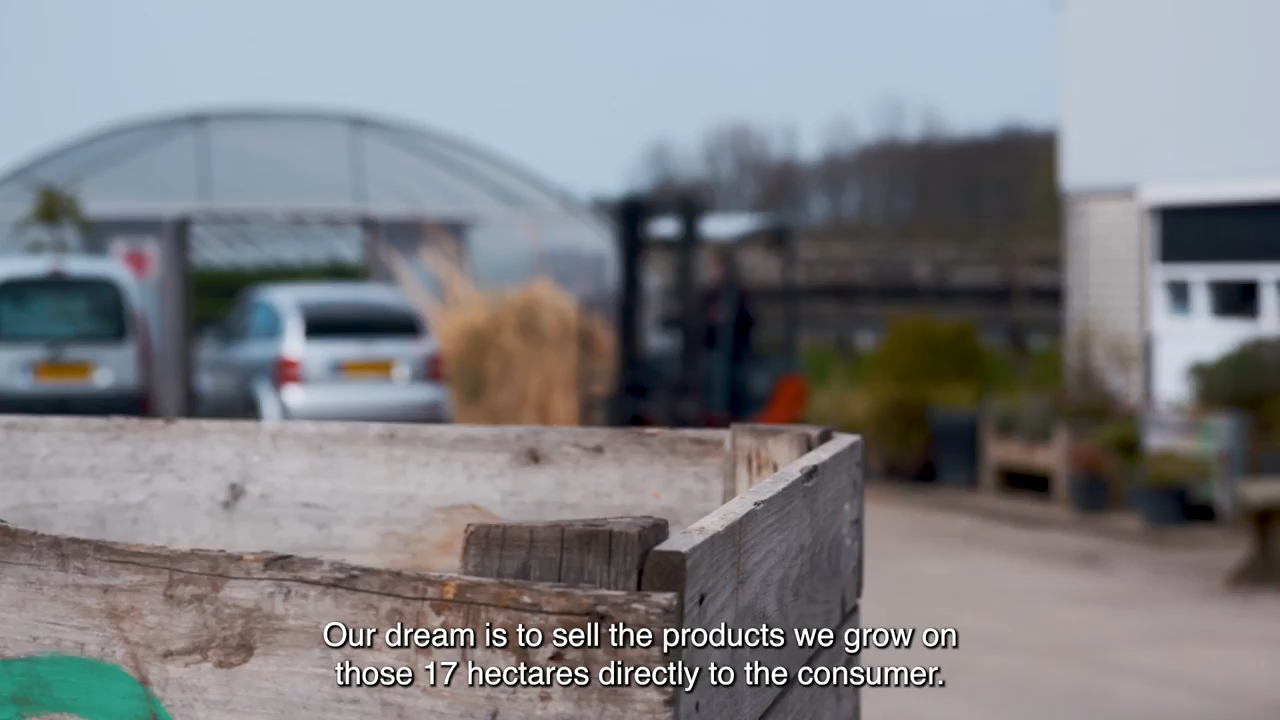 Our dream is to sell the products we grow on
those 17 hectares directly to the consumer.